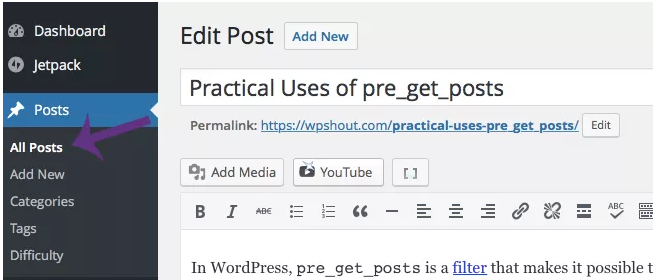 Dashboard
Jetpack
Posts
All Posts
Add New
Categories
Tags
Difficulty
Edit Post Add New
Practical Uses of pre_get_posts
Permalink: https://wpshout.com/practical-uses-pre_get_posts/ Edit
Add Media YouTube [ ]
B I ABC ABC
In WordPress, pre_get_posts is a filter that makes it possible t